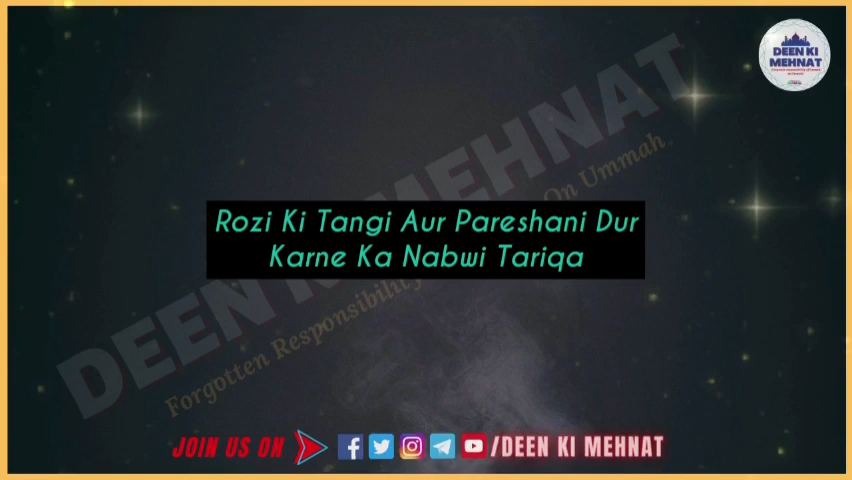 DEEN KI
MEHNAT
DEEN KI MEHNAT
Forgotten Responsibility On Ummah
Rozi Ki Tangi Aur Pareshani Dur
Karne Ka Nabwi Tariqa
JOIN US ON /DEEN KI MEHNAT